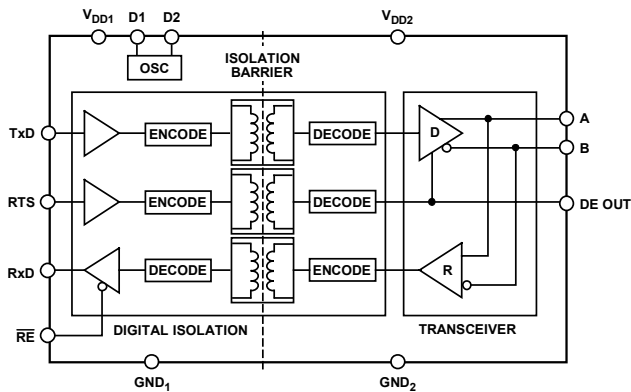 VDD1 D1 D2 VDD2
OSC
ISOLATION
BARRIER
TxD ENCODE DECODE D A
B
RTS ENCODE DECODE DE OUT
RxD DECODE ENCODE R
RE DIGITAL ISOLATION TRANSCEIVER
GND1 GND2